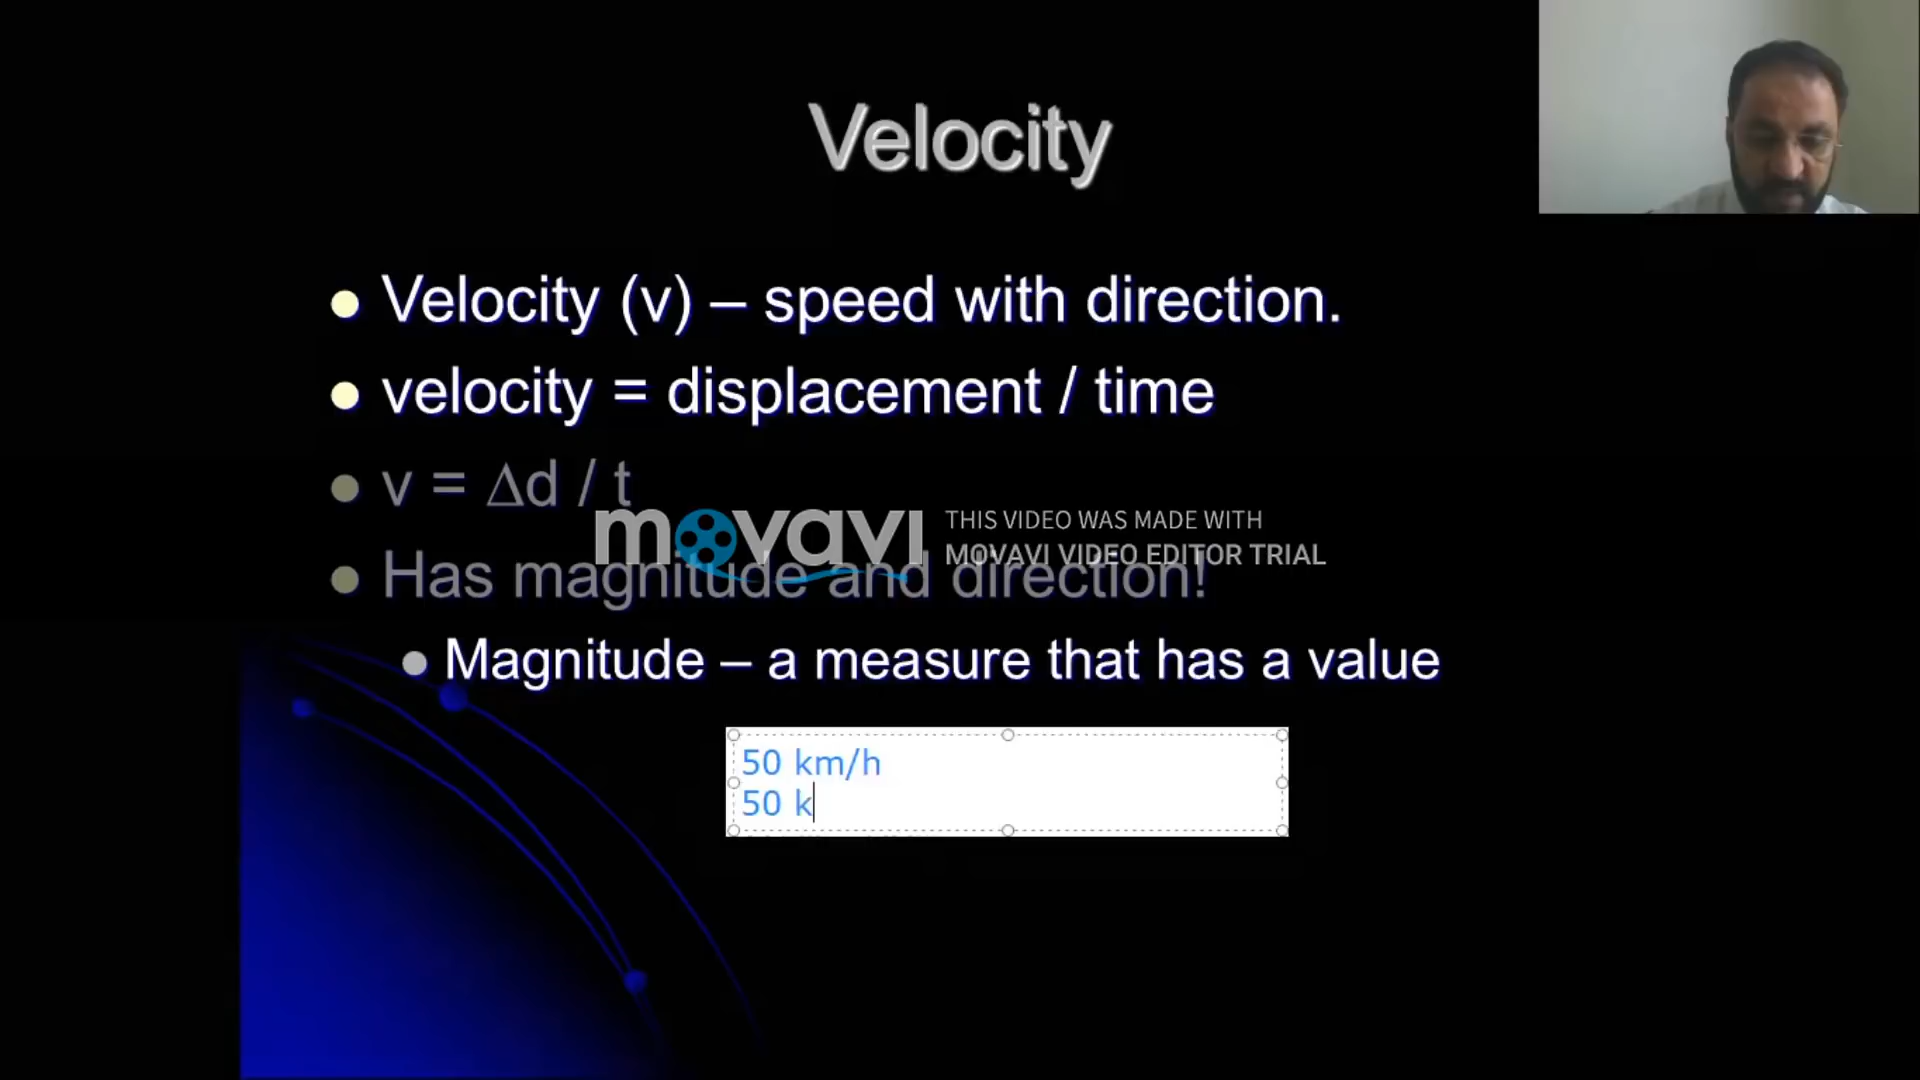 Velocity
Velocity (v) – speed with direction.
velocity = displacement / time
v = Δd / t
movavi
THIS VIDEO WAS MADE WITH
MOVAVI VIDEO EDITOR TRIAL
Has magnitude and direction!
Magnitude – a measure that has a value
50 km/h
50 k